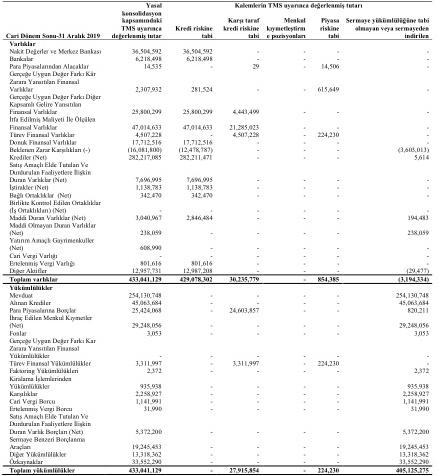 Kalemlerin TMS uyarınca değerlenmiş tutarı
Yasal konsolidasyon kapsamındaki TMS uyarınca değerlenmiş tutar
Cari Dönem Sonu-31 Aralık 2019 Kredi riskine tabi Karşı taraf kredi riskine tabi Menkul kıymetleştirm e pozisyonları Piyasa riskine tabi Sermaye yükümlülüğüne tabi olmayan veya sermayeden indirilen
Varlıklar
Nakit Değerler ve Merkez Bankası 36,504,592 36,504,592 - - - -
Bankalar 6,218,498 6,218,498 - - - -
Para Piyasalarından Alacaklar 14,535 - 29 - 14,506 -
Gerçeğe Uygun Değer Farkı Kâr
Zarara Yansıtılan Finansal
Varlıklar 2,307,932 281,524 - - 615,649 -
Gerçeğe Uygun Değer Farkı Diğer
Kapsamlı Gelire Yansıtılan
Finansal Varlıklar 25,800,299 25,800,299 4,443,499 - - -
İtfa Edilmiş Maliyeti İle Ölçülen
Finansal Varlıklar 47,014,633 47,014,633 21,285,023 - - -
Türev Finansal Varlıklar 4,507,228 - 4,507,228 - 224,230 -
Donuk Finansal Varlıklar 17,712,516 17,712,516 - - - -
Beklenen Zarar Karşılıkları (-) (16,081,800) (12,478,787) - - - (3,603,013)
Krediler (Net) 282,217,085 282,211,471 - - - 5,614
Satış Amaçlı Elde Tutulan Ve
Durdurulan Faaliyetlere İlişkin
Duran Varlıklar (Net) 7,696,995 7,696,995 - - - -
İştirakler (Net) 1,138,783 1,138,783 - - - -
Bağlı Ortaklıklar (Net) 342,470 342,470 - - - -
Birlikte Kontrol Edilen Ortaklıklar
(İş Ortaklıkları) (Net) - - - - - -
Maddi Duran Varlıklar (Net) 3,040,967 2,846,484 - - - 194,483
Maddi Olmayan Duran Varlıklar
(Net) 238,059 - - - - 238,059
Yatırım Amaçlı Gayrimenkuller
(Net) 608,990 - - - - -
Cari Vergi Varlığı - - - - - -
Ertelenmiş Vergi Varlığı 801,616 801,616 - - - -
Diğer Aktifler 12,957,731 12,987,208 - - - (29,477)
Toplam varlıklar 433,041,129 429,078,302 30,235,779 - 854,385 (3,194,334)
Yükümlülükler
Mevduat 254,130,748 - - - - 254,130,748
Alınan Krediler 45,063,684 - - - - 45,063,684
Para Piyasalarına Borçlar 25,424,068 - 24,603,857 - - 820,211
İhraç Edilen Menkul Kıymetler
(Net) 29,248,056 - - - - 29,248,056
Fonlar 3,053 - - - - 3,053
Gerçeğe Uygun Değer Farkı Kar
Zarara Yansıtılan Finansal
Yükümlülükler - - - - - -
Türev Finansal Yükümlülükler 3,311,997 - 3,311,997 - 224,230 -
Faktoring Yükümlülükleri 2,372 - - - - 2,372
Kiralama İşlemlerinden
Yükümlülükler 935,938 - - - - 935,938
Karşılıklar 2,258,927 - - - - 2,258,927
Cari Vergi Borcu 1,141,991 - - - - 1,141,991
Ertelenmiş Vergi Borcu 31,990 - - - - 31,990
Satış Amaçlı Elde Tutulan Ve
Durdurulan Faaliyetlere İlişkin
Duran Varlık Borçları (Net) 5,372,200 - - - - 5,372,200
Sermaye Benzeri Borçlanma
Araçları 19,245,453 - - - - 19,245,453
Diğer Yükümlülükler 13,318,362 - - - - 13,318,362
Özkaynaklar 33,552,290 - - - - 33,552,290
Toplam yükümlülükler 433,041,129 - 27,915,854 - 224,230 405,125,275